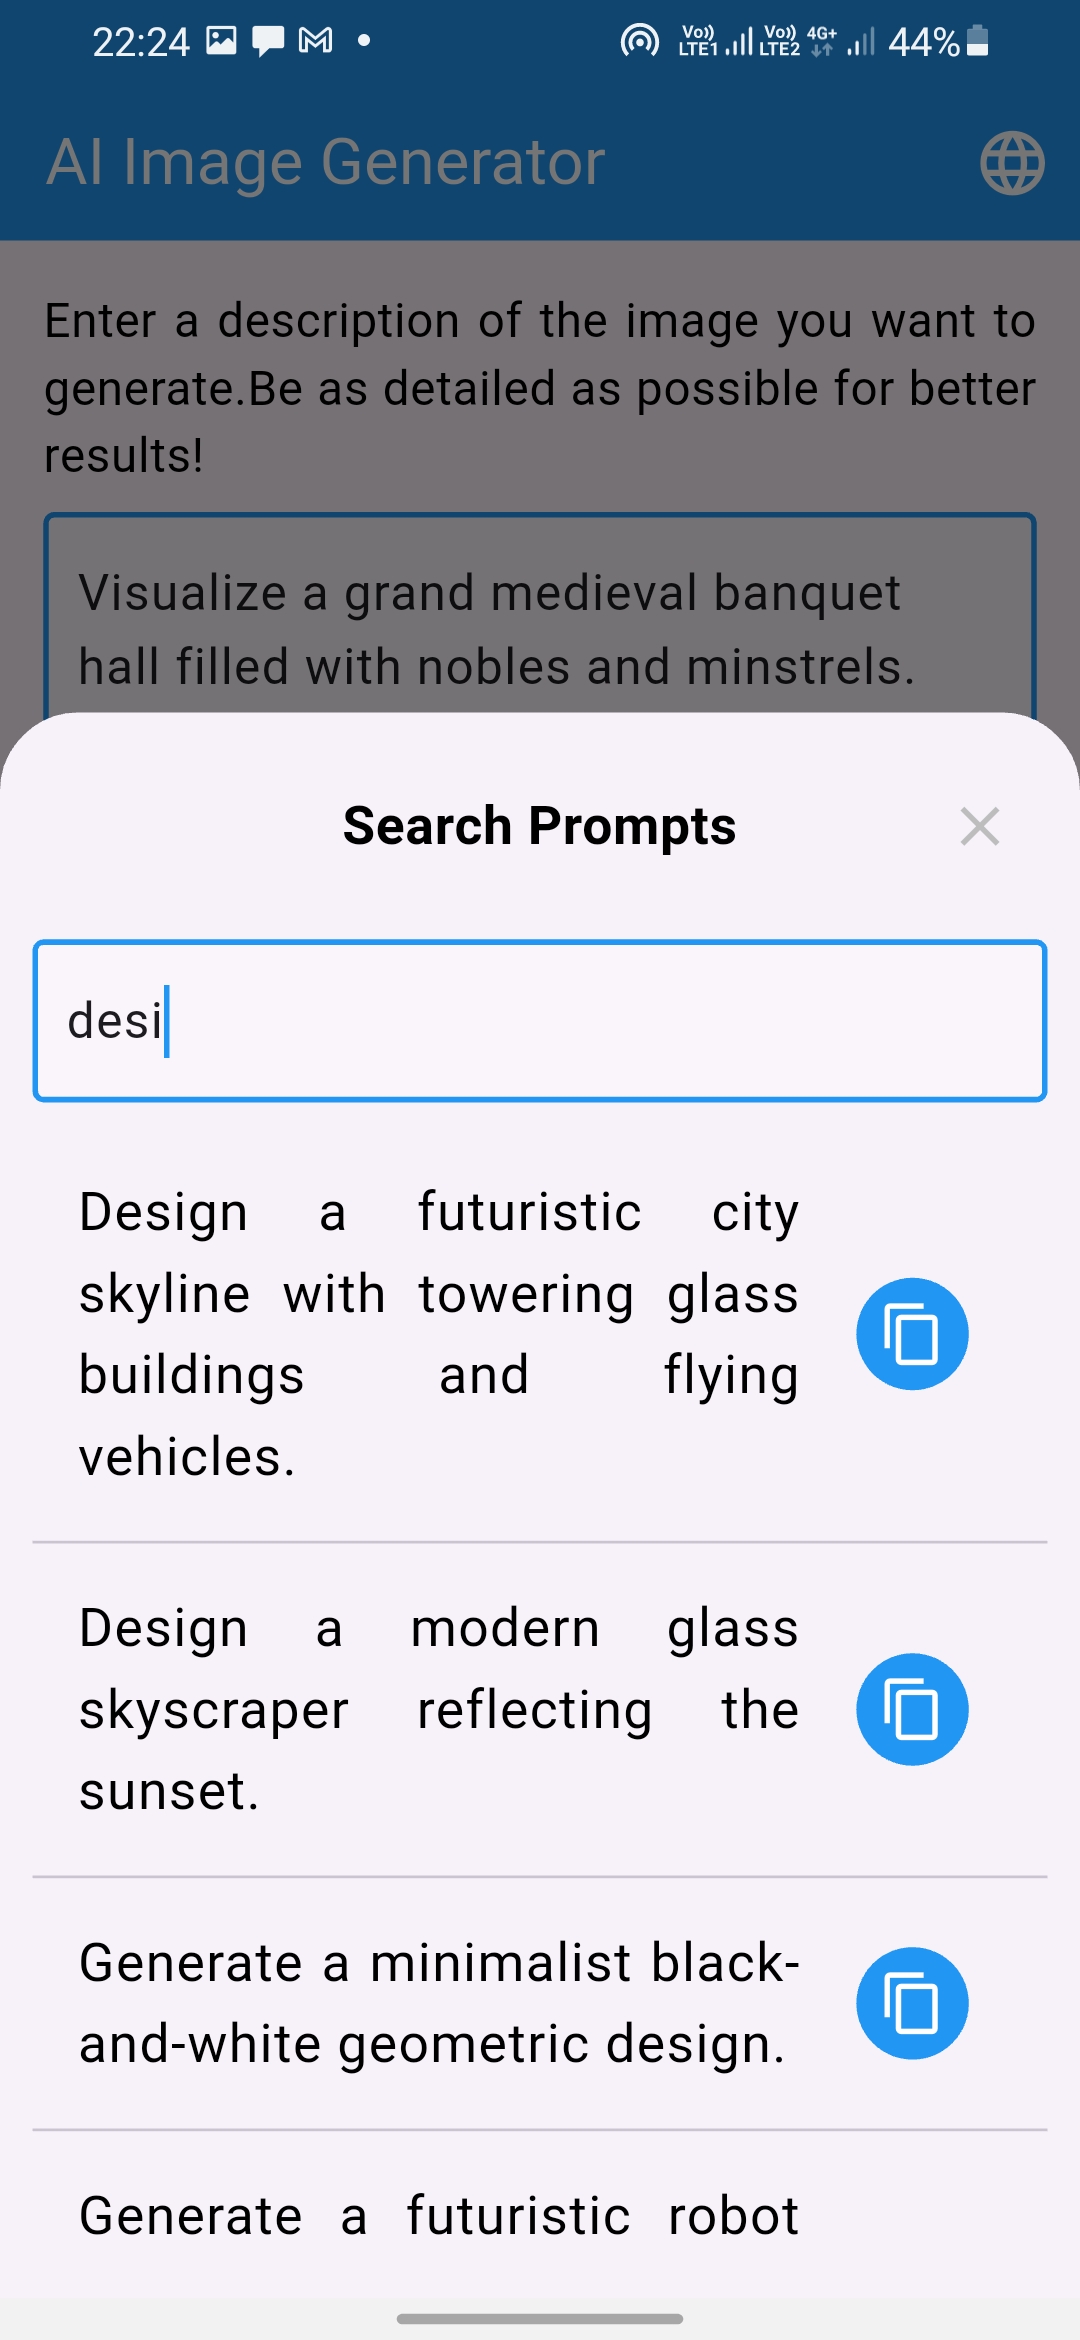 22:24
Vo)) LTE1 Vo)) LTE2 4G+ 44%
AI Image Generator
Enter a description of the image you want to
generate.Be as detailed as possible for better
results!
Visualize a grand medieval banquet
hall filled with nobles and minstrels.
Search Prompts
desi
Design a futuristic city
skyline with towering glass
buildings and flying
vehicles.
Design a modern glass
skyscraper reflecting the
sunset.
Generate a minimalist black-
and-white geometric design.
Generate a futuristic robot